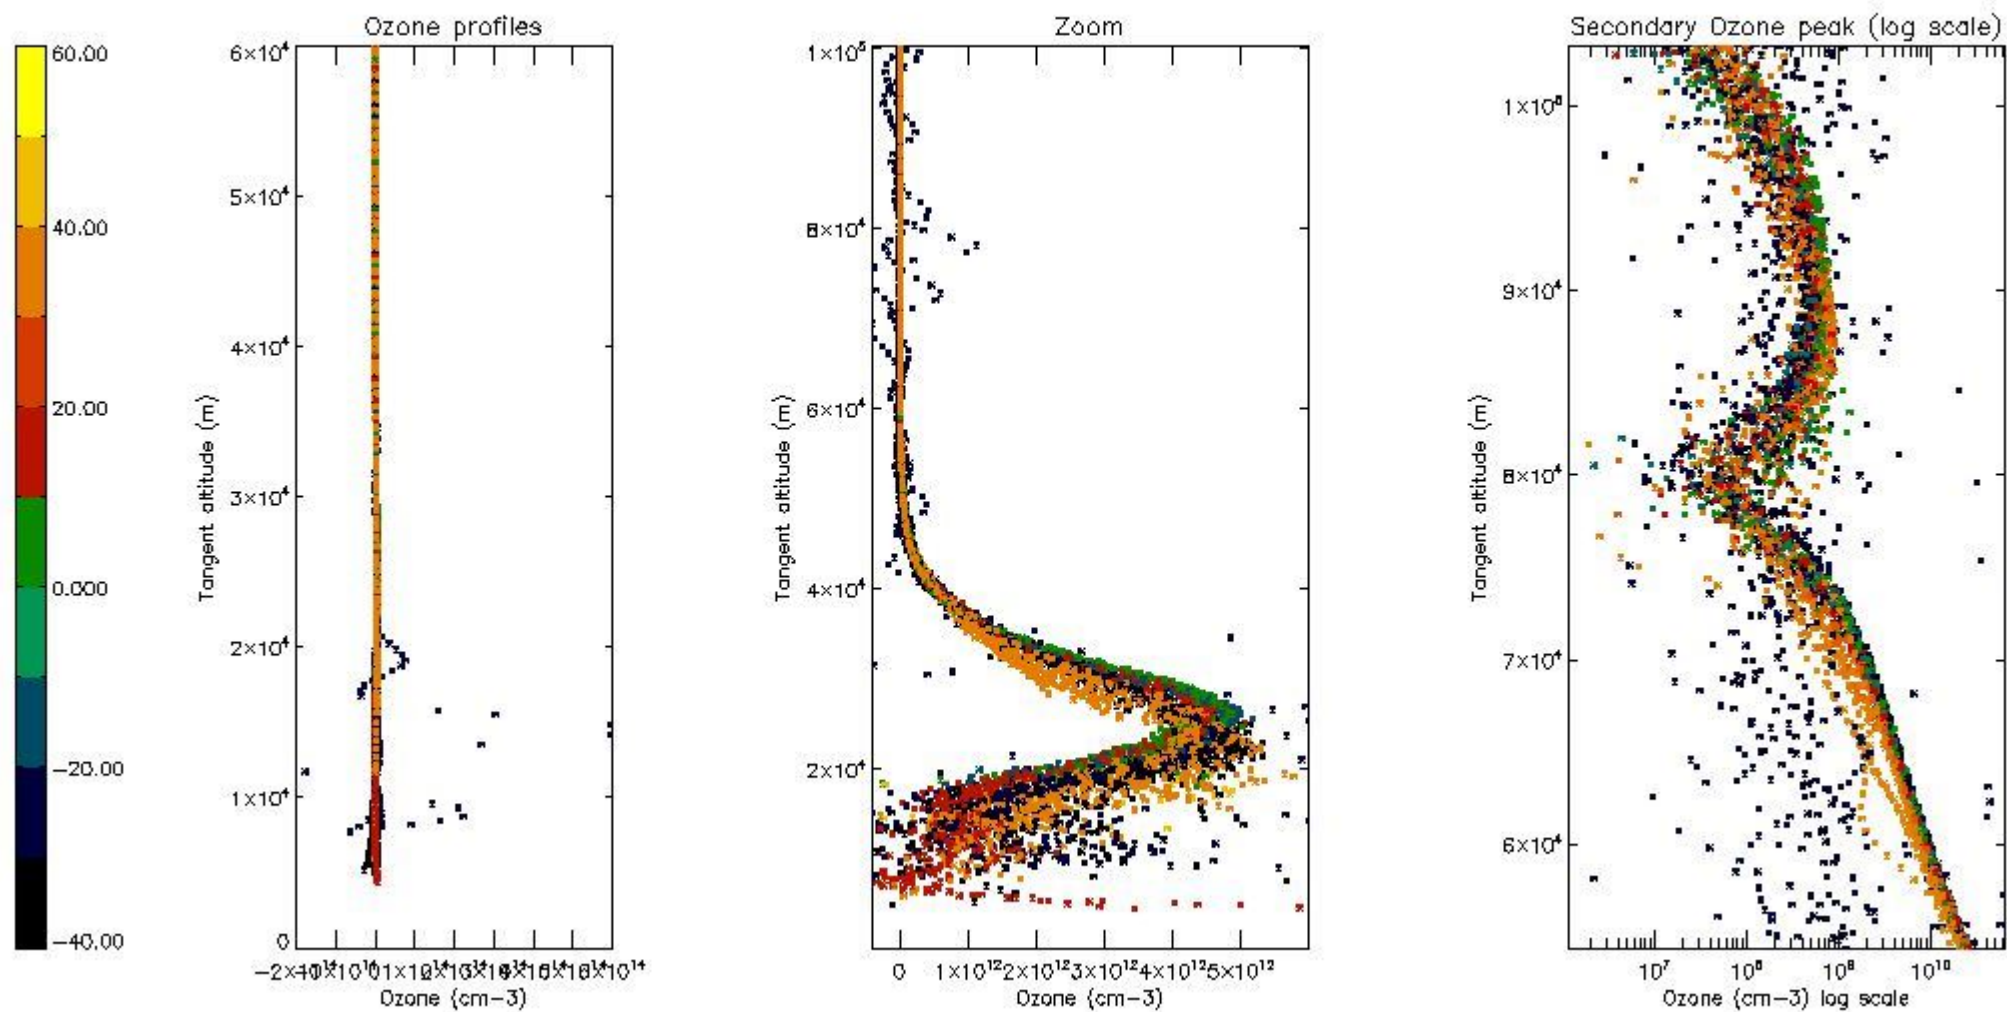 Ozone profiles
Zoom
Secondary Ozone peak (log scale)
60.00
40.00
20.00
0.000
-20.00
-40.00
6×10⁴
5×10⁴
4×10⁴
3×10⁴
2×10⁴
1×10⁴
0
Tangent altitude (m)
Ozone (cm-3)
1×10⁵
8×10⁴
6×10⁴
4×10⁴
2×10⁴
Tangent altitude (m)
0 1×10¹² 2×10¹² 3×10¹² 4×10¹² 5×10¹²
Ozone (cm-3)
9×10⁴
8×10⁴
7×10⁴
6×10⁴
Tangent altitude (m)
10⁷ 10⁸ 10⁹ 10¹⁰
Ozone (cm-3) log scale